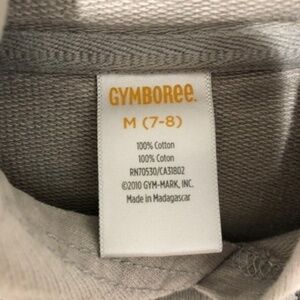 GYMBOREE.
M (7-8)
100% Cotton
100% Coton
RN70530/CA31802
©2010 GYM-MARK, INC.
Made in Madagascar